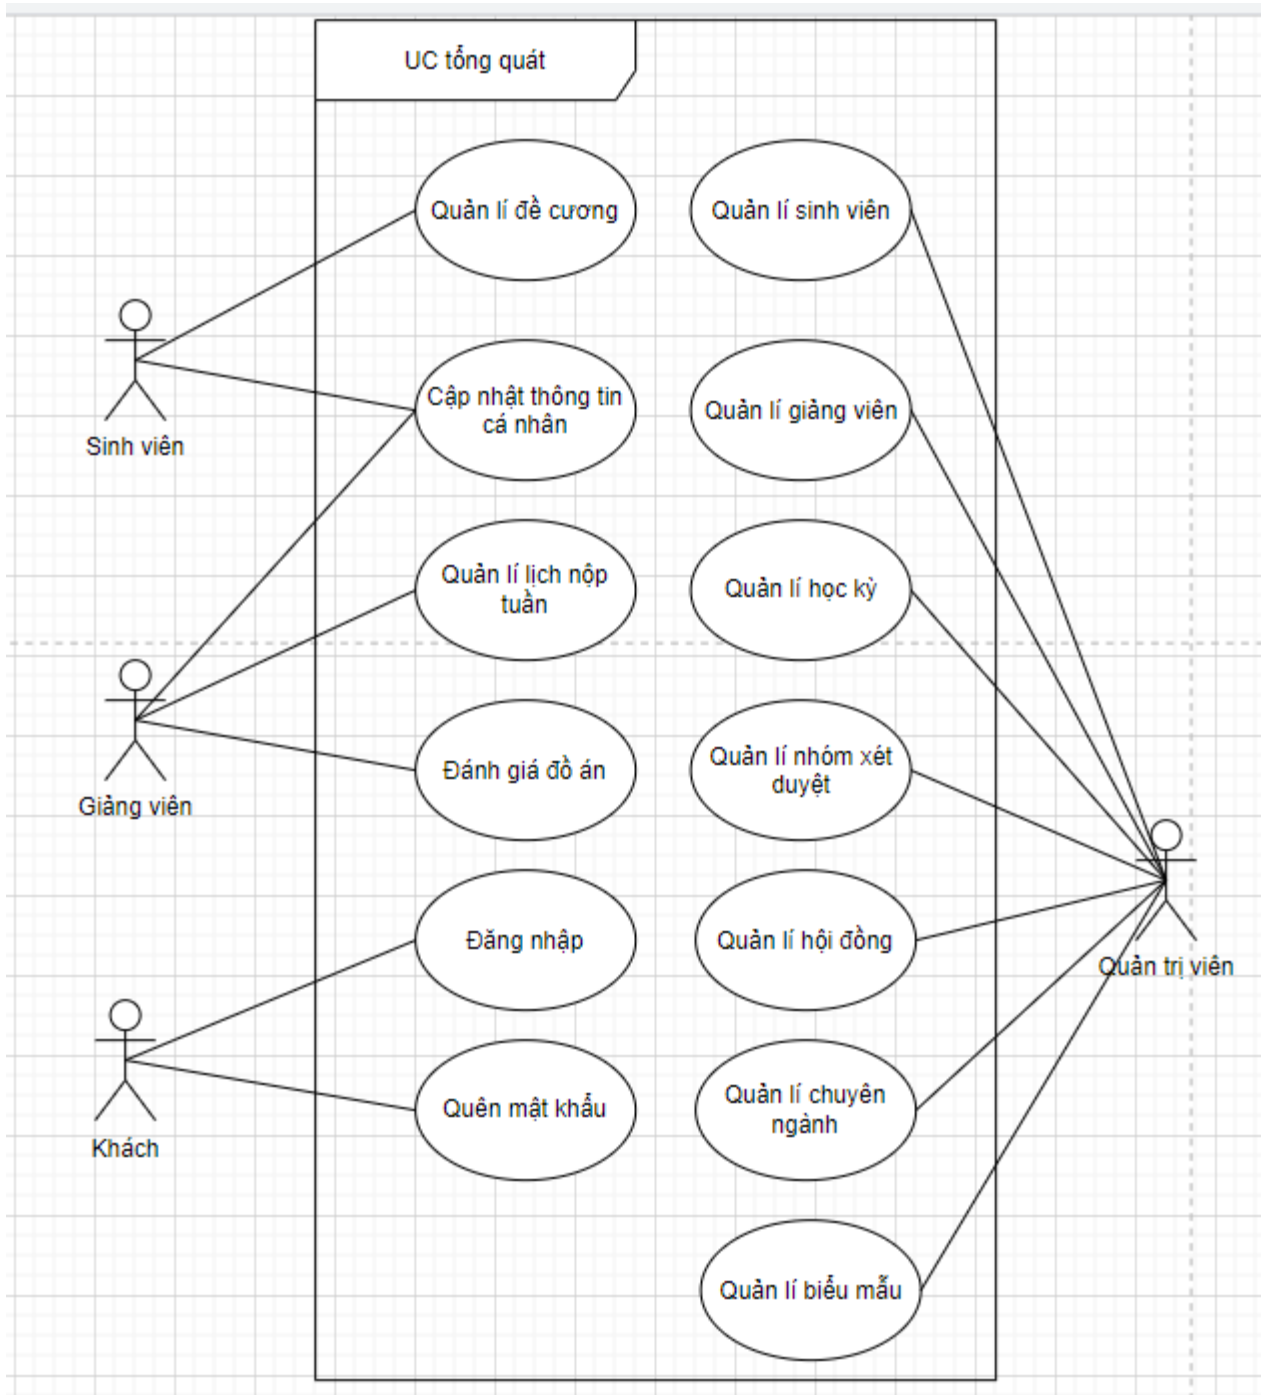 UC tổng quát
Quản lí đề cương
Quản lí sinh viên
Sinh viên
Cập nhật thông tin
cá nhân
Quản lí giảng viên
Quản lí lịch nộp
tuần
Quản lí học kỳ
Giảng viên
Đánh giá đồ án
Quản lí nhóm xét
duyệt
Đăng nhập
Quản lí hội đồng
Quản trị viên
Khách
Quên mật khẩu
Quản lí chuyên
ngành
Quản lí biểu mẫu